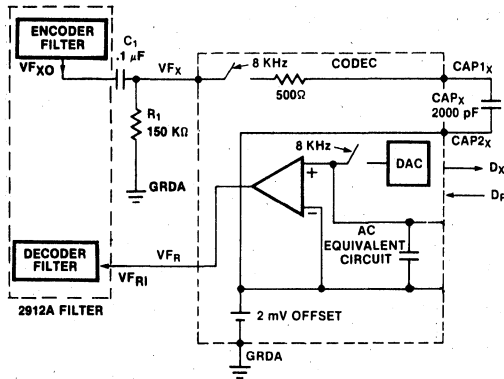 ENCODER
FILTER
VFXO
C1
.1 µF
VFX
R1
150 KΩ
GRDA
8 KHz
CODEC
500Ω
CAP1X
CAPX
2000 pF
CAP2X
8 KHz
DAC
DX
+
−
AC
EQUIVALENT
CIRCUIT
DECODER
FILTER
VFRI
VFR
2912A FILTER
2 mV OFFSET
GRDA